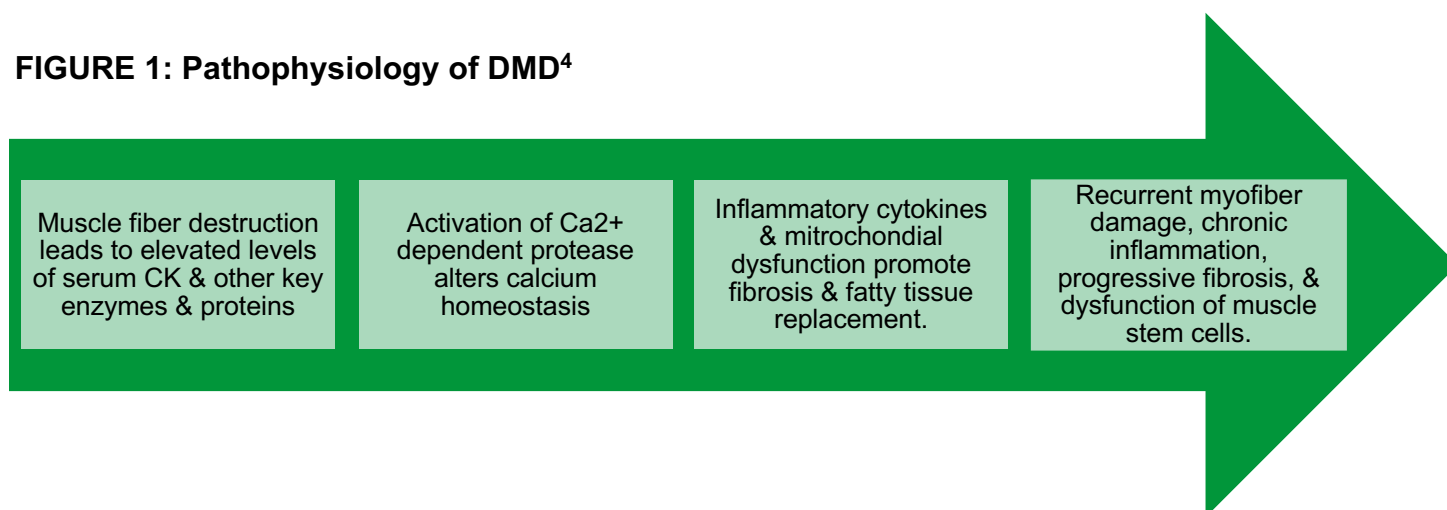 FIGURE 1: Pathophysiology of DMD⁴
Muscle fiber destruction
leads to elevated levels
of serum CK & other key
enzymes & proteins
Activation of Ca2+
dependent protease
alters calcium
homeostasis
Inflammatory cytokines
& mitrochondial
dysfunction promote
fibrosis & fatty tissue
replacement.
Recurrent myofiber
damage, chronic
inflammation,
progressive fibrosis, &
dysfunction of muscle
stem cells.